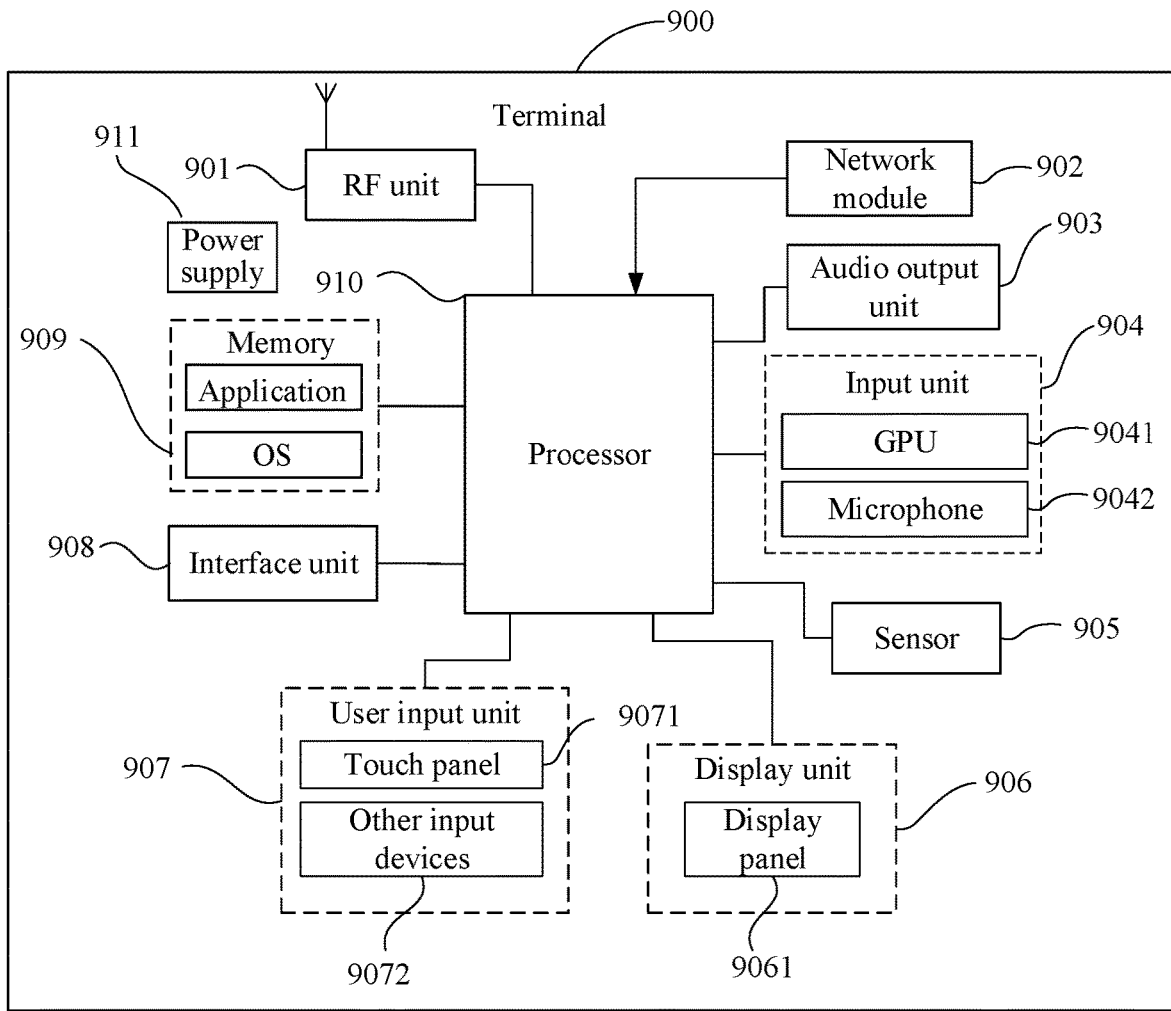 900
Terminal
911
901
RF unit
Network
module
902
Power
supply
910
903
Audio output
unit
909
Memory
Application
OS
904
Input unit
GPU
9041
Processor
Microphone
9042
908
Interface unit
Sensor
905
User input unit
9071
907
Touch panel
Other input
devices
9072
Display unit
906
Display
panel
9061